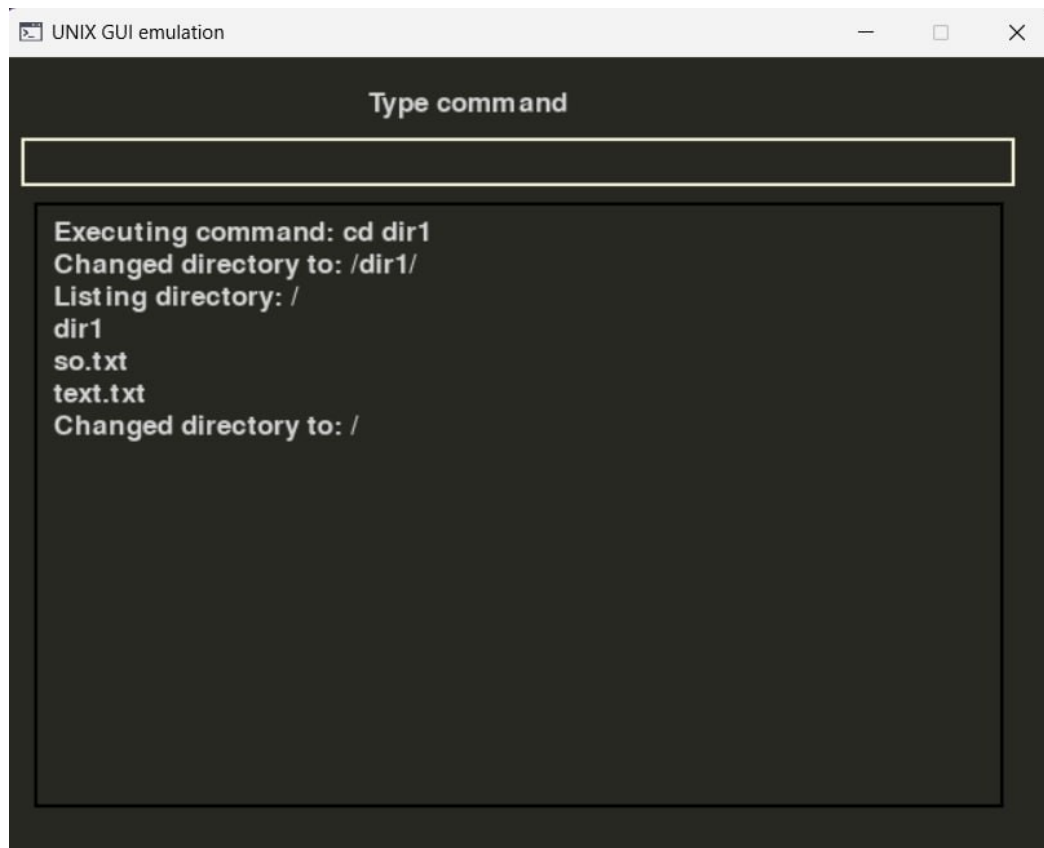 UNIX GUI emulation
Type command
Executing command: cd dir1
Changed directory to: /dir1/
Listing directory: /
dir1
so.txt
text.txt
Changed directory to: /